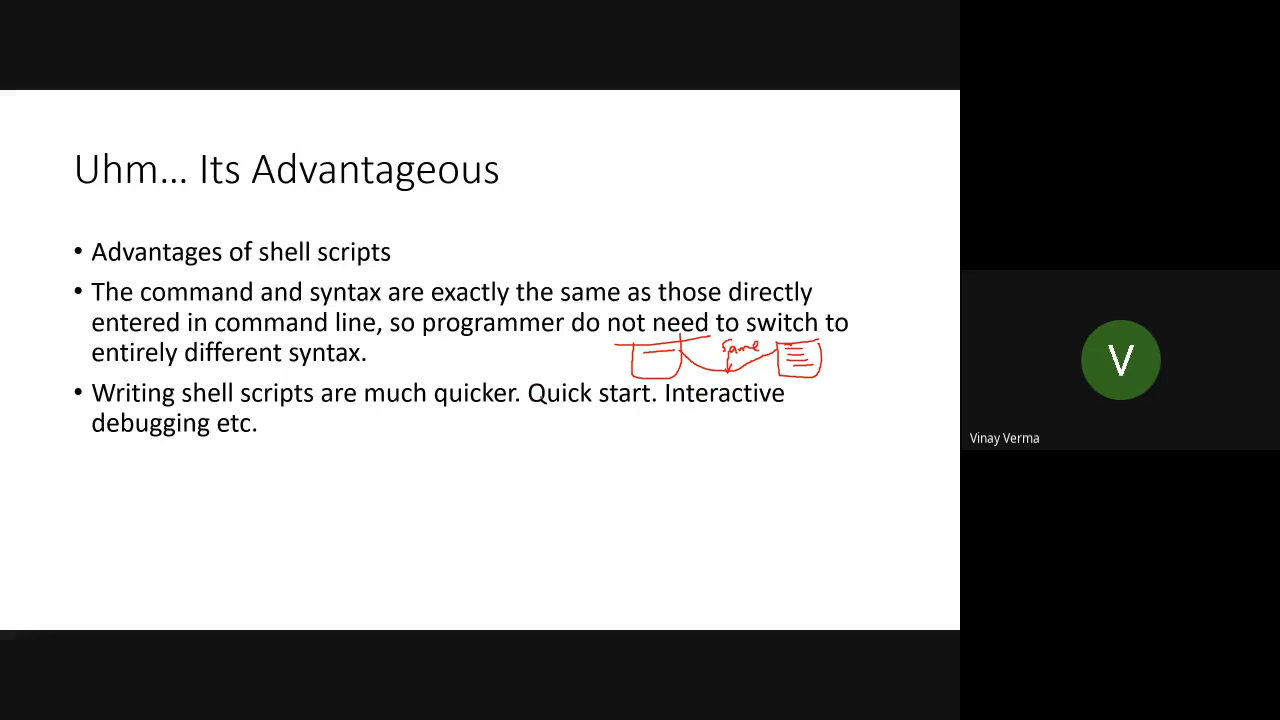 Uhm... Its Advantageous
• Advantages of shell scripts
• The command and syntax are exactly the same as those directly
entered in command line, so programmer do not need to switch to
entirely different syntax.
same
• Writing shell scripts are much quicker. Quick start. Interactive
debugging etc.
V
Vinay Verma